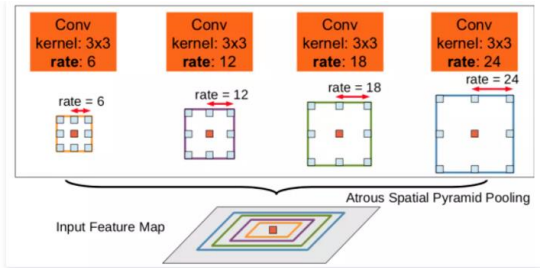 Conv
kernel: 3x3
rate: 6
Conv
kernel: 3x3
rate: 12
Conv
kernel: 3x3
rate: 18
Conv
kernel: 3x3
rate: 24
rate = 6
rate = 12
rate = 18
rate = 24
Atrous Spatial Pyramid Pooling
Input Feature Map